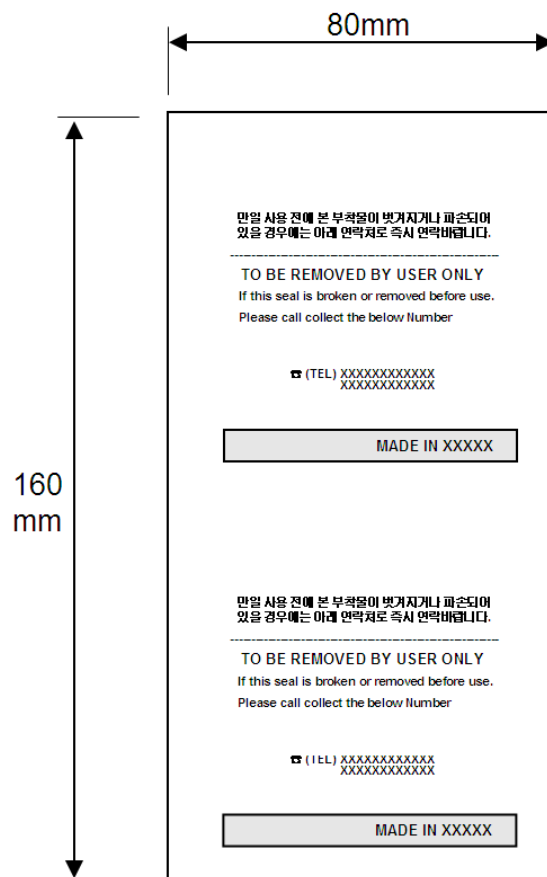 80mm
만일 사용 전에 본 부착물이 벗겨지거나 파손되어
있을 경우에는 아래 연락처로 즉시 연락바랍니다.
TO BE REMOVED BY USER ONLY
If this seal is broken or removed before use.
Please call collect the below Number
☎ (TEL) XXXXXXXXXXXX
XXXXXXXXXXXX
MADE IN XXXXX
160
mm
만일 사용 전에 본 부착물이 벗겨지거나 파손되어
있을 경우에는 아래 연락처로 즉시 연락바랍니다.
TO BE REMOVED BY USER ONLY
If this seal is broken or removed before use.
Please call collect the below Number
☎ (TEL) XXXXXXXXXXXX
XXXXXXXXXXXX
MADE IN XXXXX